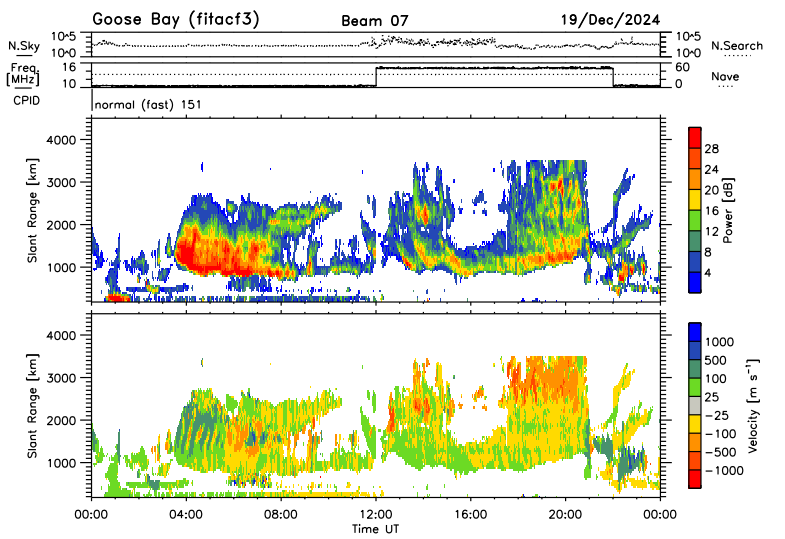 Goose Bay (fitacf3) Beam 07 19/Dec/2024
N.Sky 10^5 10^0 10^5 10^0 N.Search
Freq. [MHz] 16 10 60 0 Nave
CPID normal (fast) 151
Slant Range [km] 4000 3000 2000 1000
Power [dB] 28 24 20 16 12 8 4
Slant Range [km] 4000 3000 2000 1000
Velocity [m s⁻¹] 1000 500 100 25 −25 −100 −500 −1000
00:00 04:00 08:00 12:00 16:00 20:00 00:00
Time UT